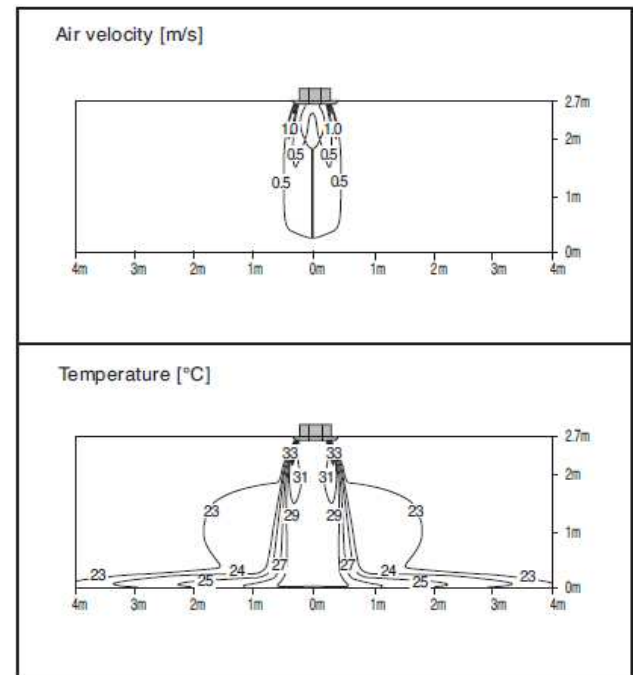 Air velocity [m/s]
2.7m
1.0 1.0
2m
0.5 0.5
0.5 0.5
1m
0m
4m 3m 2m 1m 0m 1m 2m 3m 4m
Temperature [°C]
2.7m
33 33
2m
31 31
23 29 29 23
1m
23 24 27 27 24 23
25 25
0m
4m 3m 2m 1m 0m 1m 2m 3m 4m